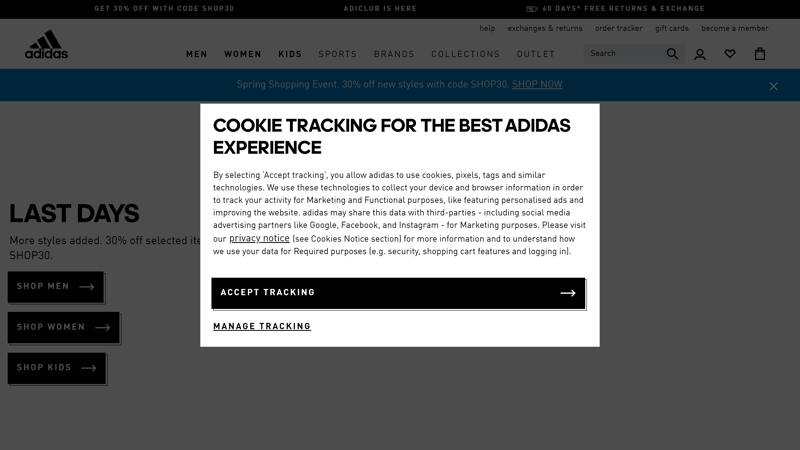 GET 30% OFF WITH CODE SHOP30
ADICLUB IS HERE
60 DAYS* FREE RETURNS & EXCHANGE
help
exchanges & returns
order tracker
gift cards
become a member
adidas
MEN
WOMEN
KIDS
SPORTS
BRANDS
COLLECTIONS
OUTLET
Search
Spring Shopping Event. 30% off new styles with code SHOP30. SHOP NOW
COOKIE TRACKING FOR THE BEST ADIDAS
EXPERIENCE
By selecting 'Accept tracking', you allow adidas to use cookies, pixels, tags and similar
technologies. We use these technologies to collect your device and browser information in order
to track your activity for Marketing and Functional purposes, like featuring personalised ads and
improving the website. adidas may share this data with third-parties - including social media
advertising partners like Google, Facebook, and Instagram - for Marketing purposes. Please visit
our privacy notice (see Cookies Notice section) for more information and to understand how
we use your data for Required purposes (e.g. security, shopping cart features and logging in).
ACCEPT TRACKING
MANAGE TRACKING
LAST DAYS
More styles added. 30% off selected ite
SHOP30.
SHOP MEN
SHOP WOMEN
SHOP KIDS